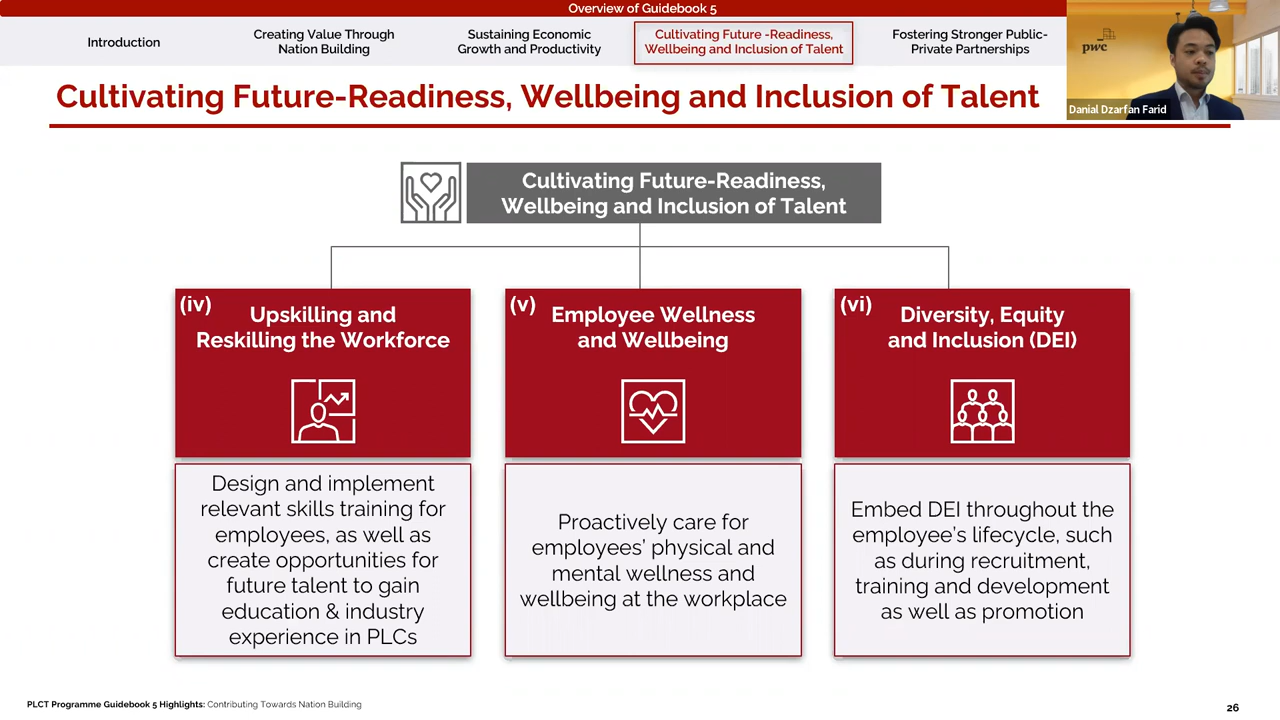 Overview of Guidebook 5
Introduction
Creating Value Through
Nation Building
Sustaining Economic
Growth and Productivity
Cultivating Future -Readiness,
Wellbeing and Inclusion of Talent
Fostering Stronger Public-
Private Partnerships
pwc
Danial Dzarfan Farid
Cultivating Future-Readiness, Wellbeing and Inclusion of Talent
Cultivating Future-Readiness,
Wellbeing and Inclusion of Talent
(iv)
Upskilling and
Reskilling the Workforce
Design and implement
relevant skills training for
employees, as well as
create opportunities for
future talent to gain
education & industry
experience in PLCs
(v)
Employee Wellness
and Wellbeing
Proactively care for
employees’ physical and
mental wellness and
wellbeing at the workplace
(vi)
Diversity, Equity
and Inclusion (DEI)
Embed DEI throughout the
employee’s lifecycle, such
as during recruitment,
training and development
as well as promotion
PLCT Programme Guidebook 5 Highlights: Contributing Towards Nation Building
26